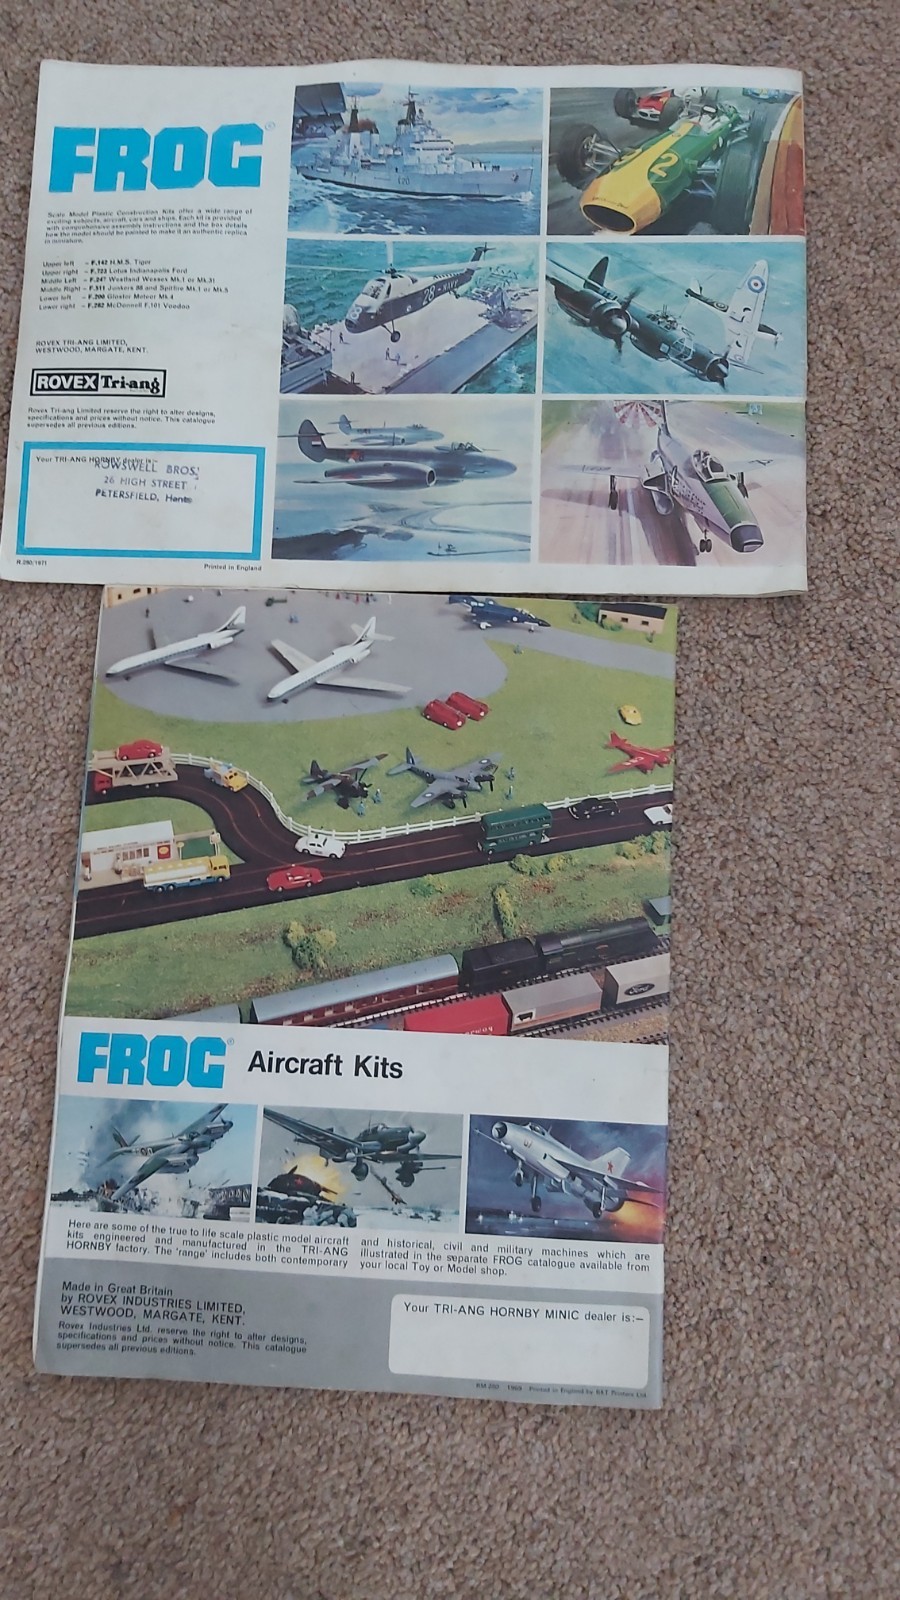 FROG®
Scale Model Plastic Construction Kits offer a wide range of
exciting subjects, aircraft, cars and ships. Each kit is provided
with comprehensive assembly instructions and the box details
how the model should be painted to make it an authentic replica
in miniature.
Upper left – F.142 H.M.S. Tiger
Upper right – F.723 Lotus Indianapolis Ford
Middle Left – F.247 Westland Wessex Mk.1 or Mk.31
Middle Right – F.511 Junkers 88 and Spitfire Mk.1 or Mk.5
Lower left – F.200 Gloster Meteor Mk.4
Lower right – F.282 McDonnell F.101 Voodoo
ROVEX TRI-ANG LIMITED,
WESTWOOD, MARGATE, KENT.
ROVEX Tri-ang
Rovex Tri-ang Limited reserve the right to alter designs,
specifications and prices without notice. This catalogue
supersedes all previous editions.
Your TRI-ANG HORNBY dealer is:–
ROWSWELL BROS.
26 HIGH STREET
PETERSFIELD, Hants
R.280/1971
Printed in England
C20
2
28 NAVY
Ford
FROG® Aircraft Kits
Here are some of the true to life scale plastic model aircraft
kits engineered and manufactured in the TRI-ANG
HORNBY factory. The 'range' includes both contemporary
and historical, civil and military machines which are
illustrated in the separate FROG catalogue available from
your local Toy or Model shop.
Made in Great Britain
by ROVEX INDUSTRIES LIMITED,
WESTWOOD, MARGATE, KENT.
Rovex Industries Ltd. reserve the right to alter designs,
specifications and prices without notice. This catalogue
supersedes all previous editions.
Your TRI-ANG HORNBY MINIC dealer is:–
1969 Printed in England by